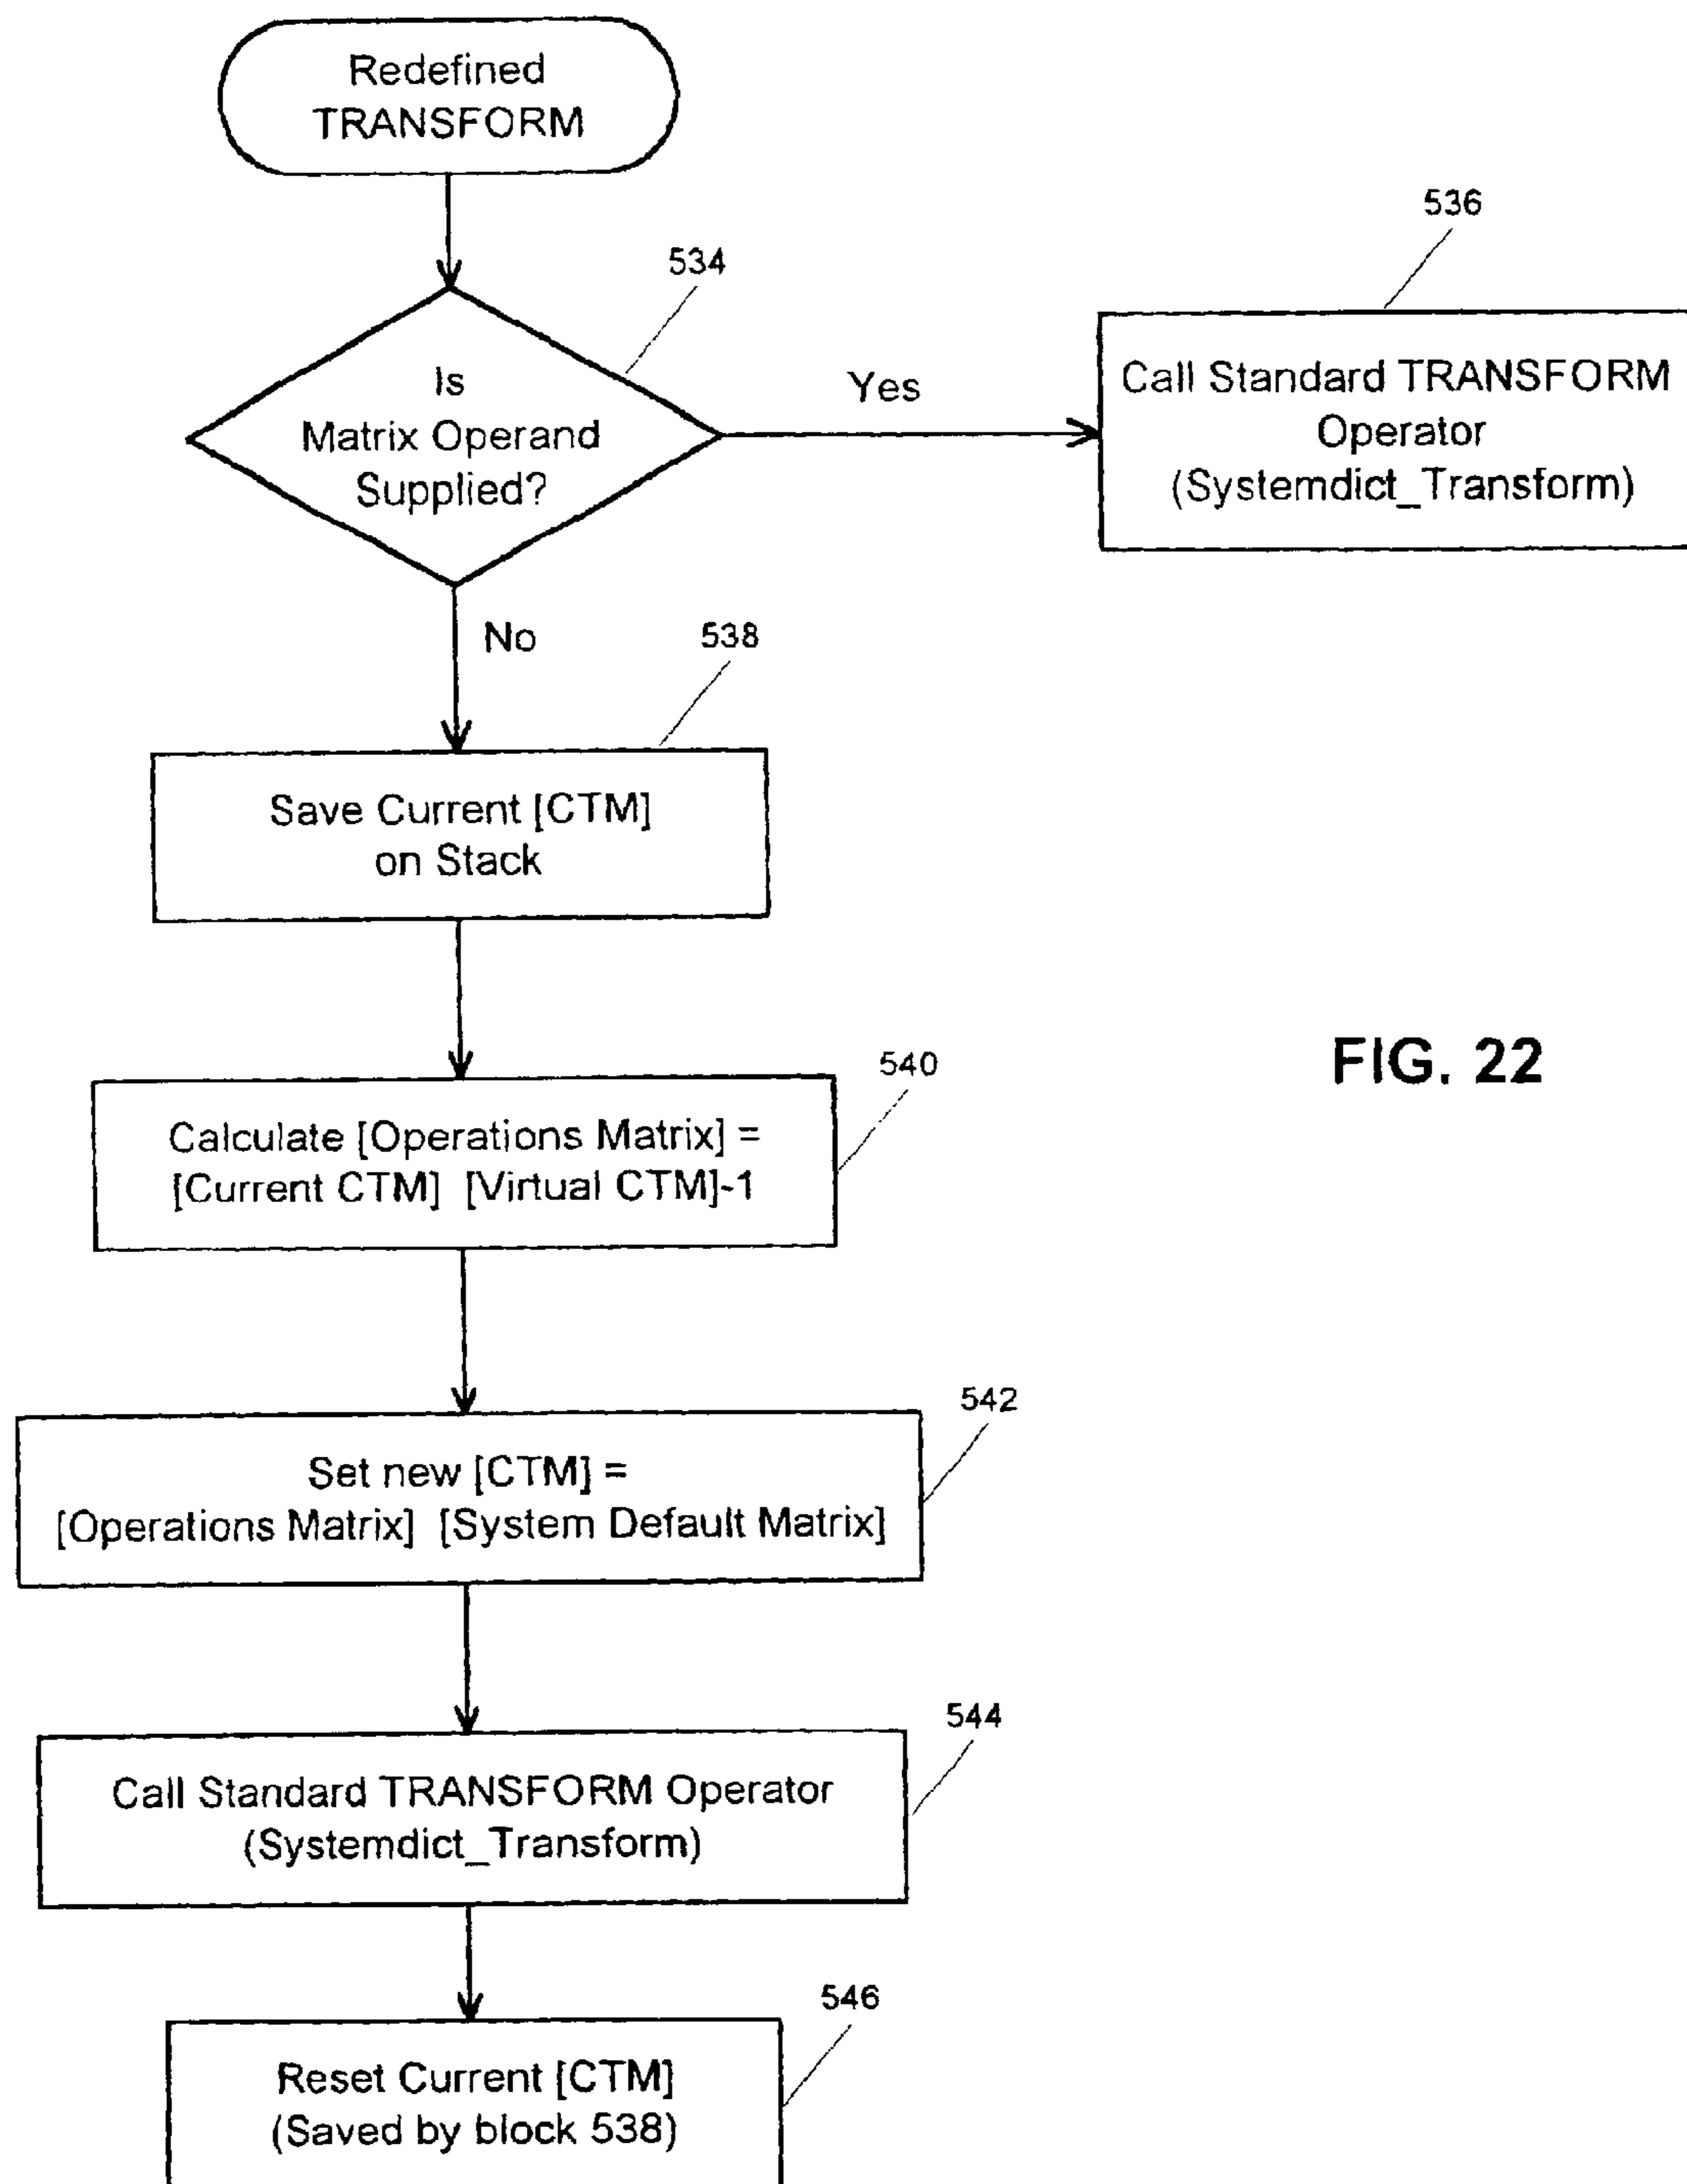 Redefined
TRANSFORM
534
Is
Matrix Operand
Supplied?
Yes
536
Call Standard TRANSFORM
Operator
(Systemdict_Transform)
No
538
Save Current [CTM]
on Stack
540
Calculate [Operations Matrix] =
[Current CTM] [Virtual CTM]-1
FIG. 22
542
Set new [CTM] =
[Operations Matrix] [System Default Matrix]
544
Call Standard TRANSFORM Operator
(Systemdict_Transform)
546
Reset Current [CTM]
(Saved by block 538)